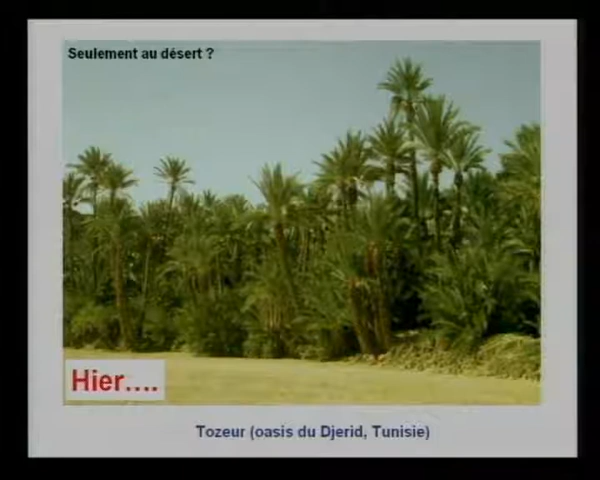 Seulement au désert ?
Hier....
Tozeur (oasis du Djerid, Tunisie)